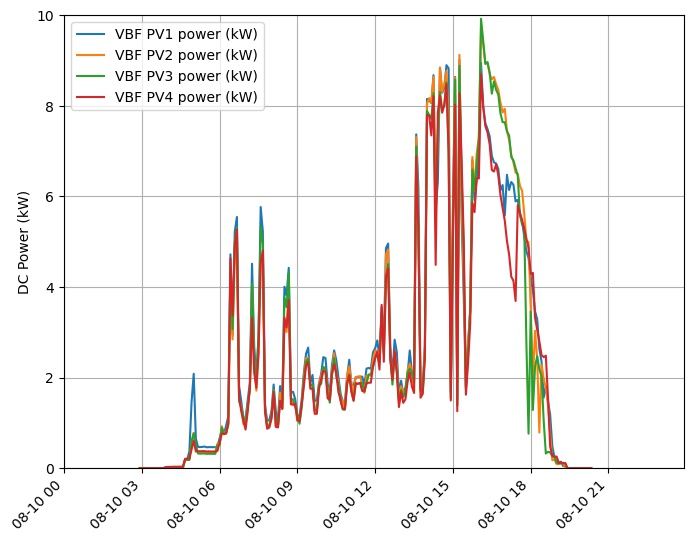 VBF PV1 power (kW)
VBF PV2 power (kW)
VBF PV3 power (kW)
VBF PV4 power (kW)
DC Power (kW)
10
8
6
4
2
0
08-10 00
08-10 03
08-10 06
08-10 09
08-10 12
08-10 15
08-10 18
08-10 21